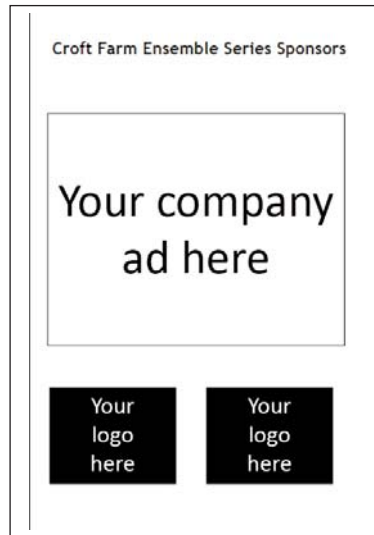 Croft Farm Ensemble Series Sponsors
Your company
ad here
Your
logo
here
Your
logo
here